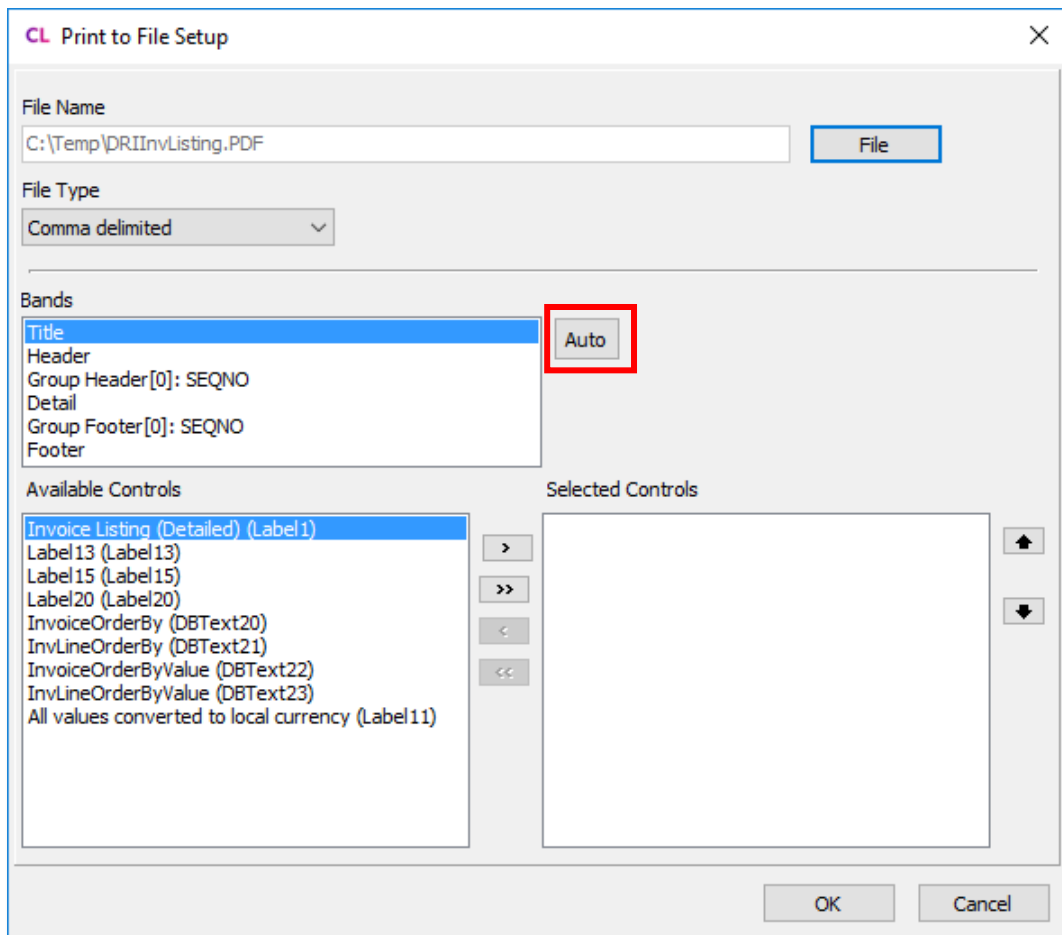 CL Print to File Setup
File Name
C:\Temp\DRIInvListing.PDF
File
File Type
Comma delimited
Bands
Title
Header
Group Header[0]: SEQNO
Detail
Group Footer[0]: SEQNO
Footer
Auto
Available Controls
Invoice Listing (Detailed) (Label1)
Label13 (Label13)
Label15 (Label15)
Label20 (Label20)
InvoiceOrderBy (DBText20)
InvLineOrderBy (DBText21)
InvoiceOrderByValue (DBText22)
InvLineOrderByValue (DBText23)
All values converted to local currency (Label11)
>
>>
<
<<
Selected Controls
OK
Cancel